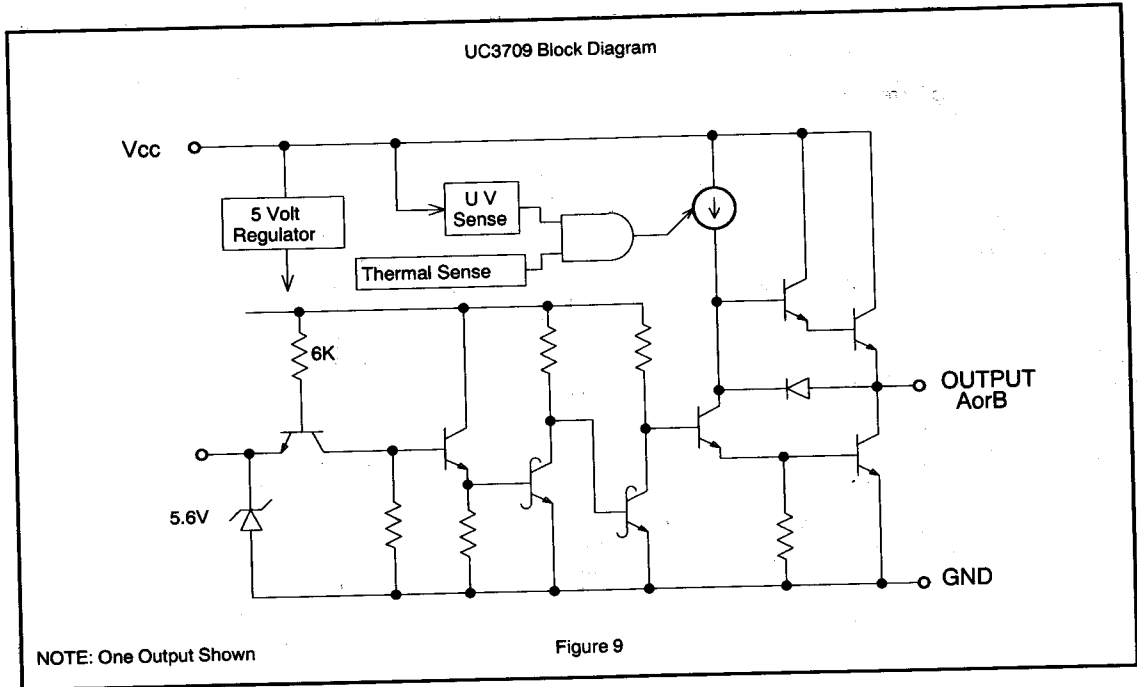 UC3709 Block Diagram
Vcc
5 Volt
Regulator
U V
Sense
Thermal Sense
6K
OUTPUT
AorB
5.6V
GND
NOTE: One Output Shown
Figure 9